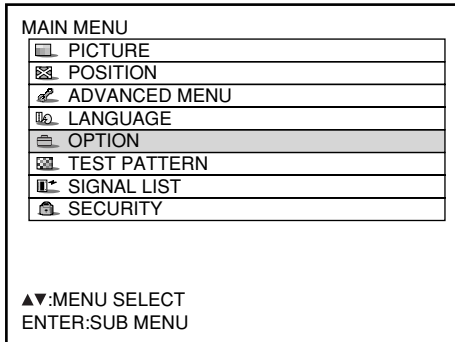 MAIN MENU
PICTURE
POSITION
ADVANCED MENU
LANGUAGE
OPTION
TEST PATTERN
SIGNAL LIST
SECURITY
▲▼:MENU SELECT
ENTER:SUB MENU